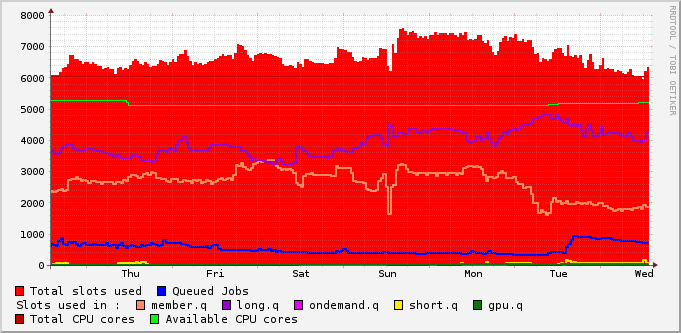 8000
7000
6000
5000
4000
3000
2000
1000
0
Thu Fri Sat Sun Mon Tue Wed
Total slots used Queued Jobs
Slots used in : member.q long.q ondemand.q short.q gpu.q
Total CPU cores Available CPU cores
RRDTOOL / TOBI OETIKER